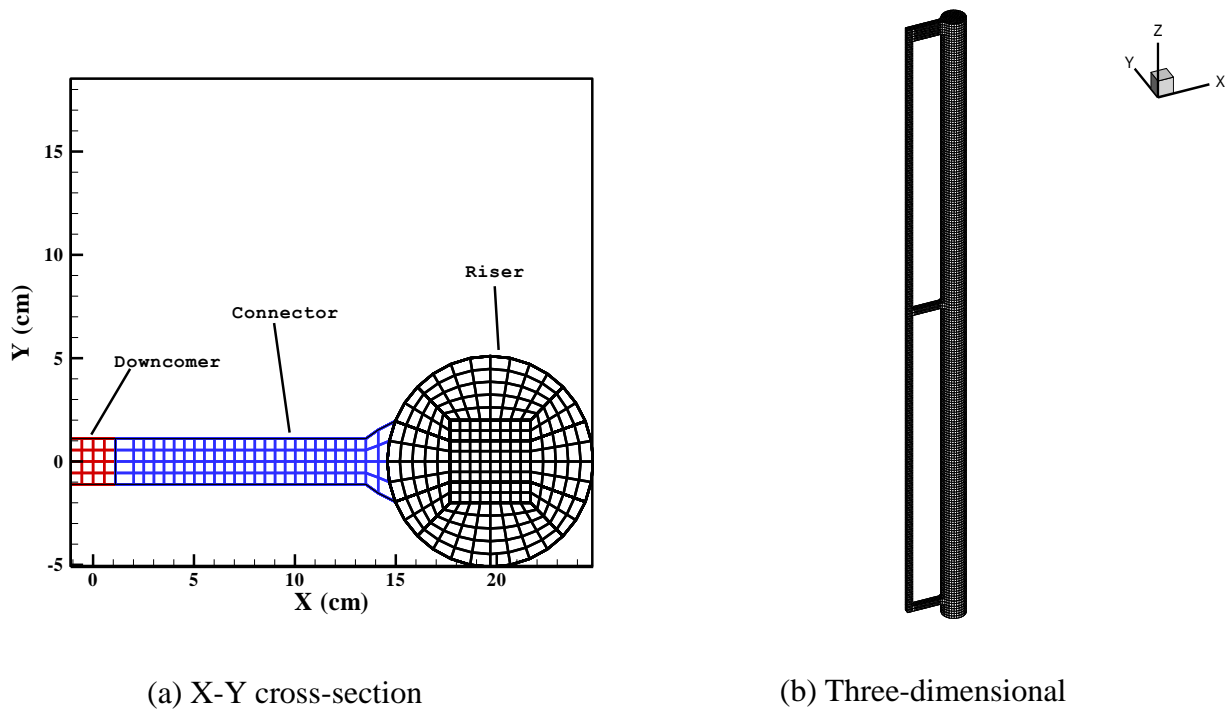 Z
Y
X
15
10
5
0
-5
Y (cm)
Riser
Connector
Downcomer
0 5 10 15 20
X (cm)
(a) X-Y cross-section
(b) Three-dimensional